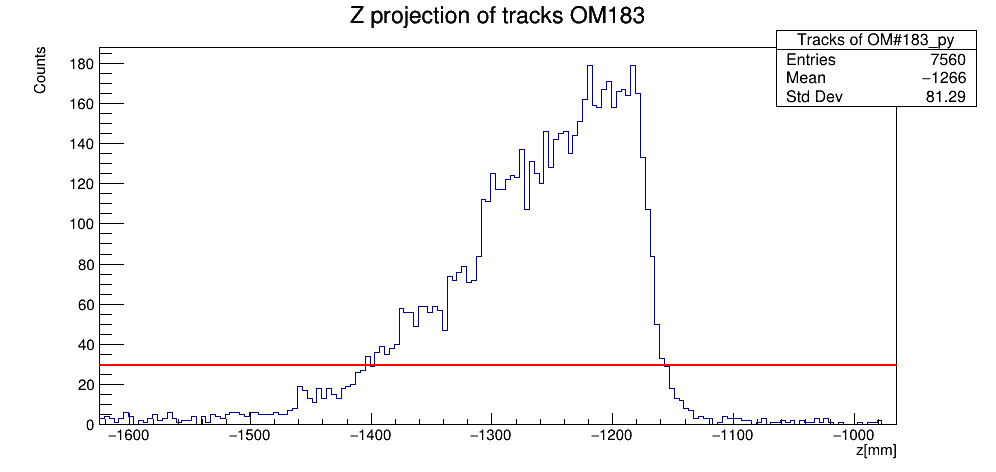 Z projection of tracks OM183
Tracks of OM#183_py
Entries 7560
Mean −1266
Std Dev 81.29
Counts
180
160
140
120
100
80
60
40
20
0
−1600 −1500 −1400 −1300 −1200 −1100 −1000
z[mm]